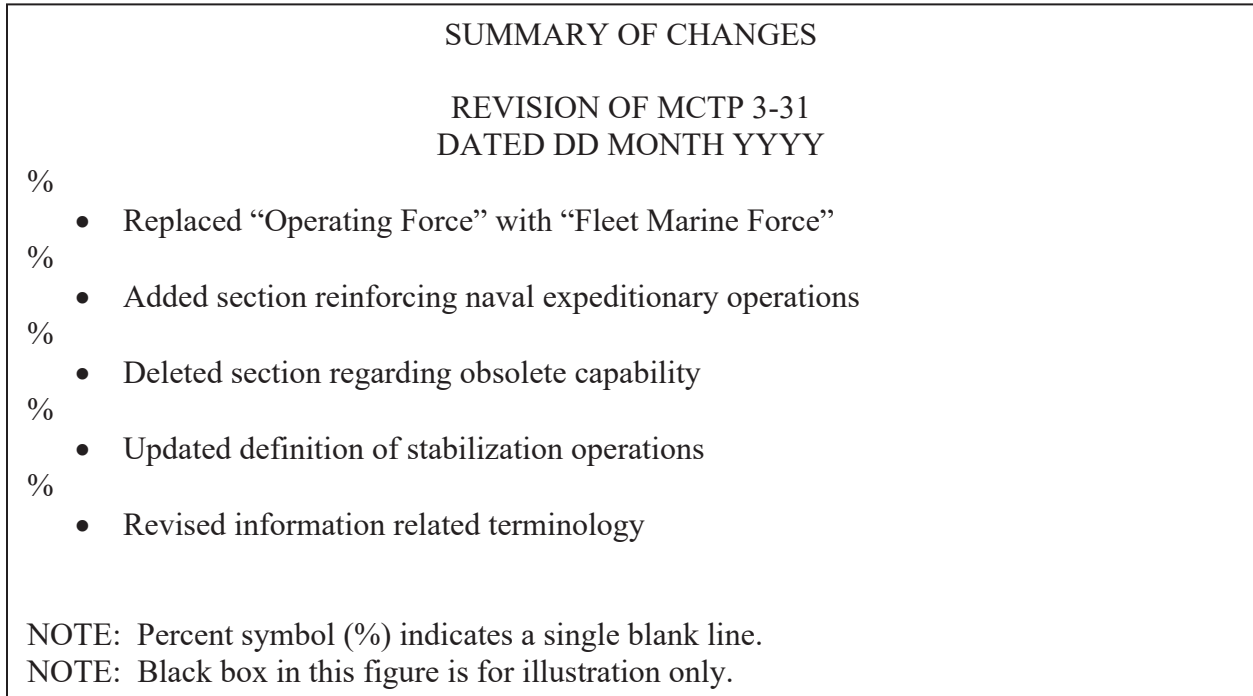 SUMMARY OF CHANGES
REVISION OF MCTP 3-31
DATED DD MONTH YYYY
%
• Replaced “Operating Force” with “Fleet Marine Force”
%
• Added section reinforcing naval expeditionary operations
%
• Deleted section regarding obsolete capability
%
• Updated definition of stabilization operations
%
• Revised information related terminology
NOTE:  Percent symbol (%) indicates a single blank line.
NOTE:  Black box in this figure is for illustration only.